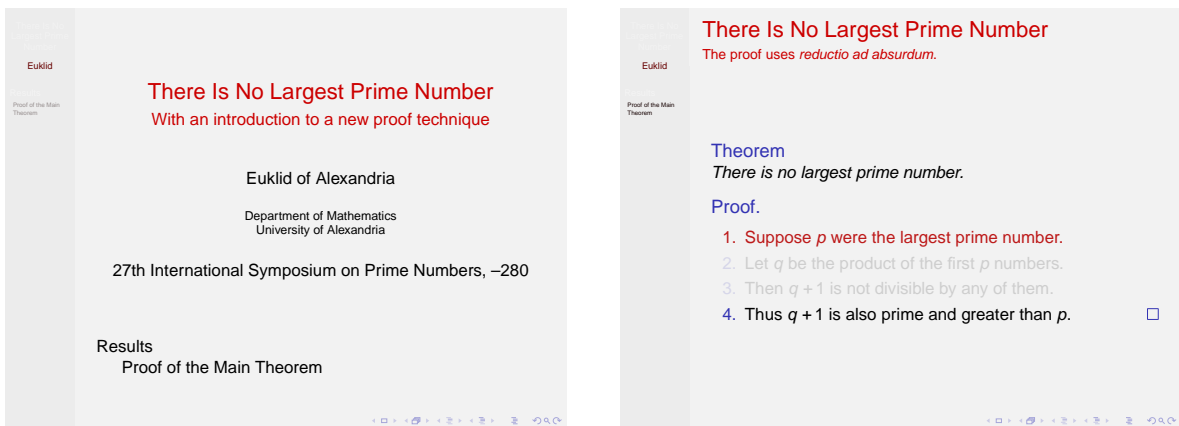 Euklid
Proof of the Main
Theorem
There Is No Largest Prime Number
With an introduction to a new proof technique
Euklid of Alexandria
Department of Mathematics
University of Alexandria
27th International Symposium on Prime Numbers, –280
Results
Proof of the Main Theorem
Euklid
Proof of the Main
Theorem
There Is No Largest Prime Number
The proof uses reductio ad absurdum.
Theorem
There is no largest prime number.
Proof.
1. Suppose p were the largest prime number.
2. Let q be the product of the first p numbers.
3. Then q + 1 is not divisible by any of them.
4. Thus q + 1 is also prime and greater than p.